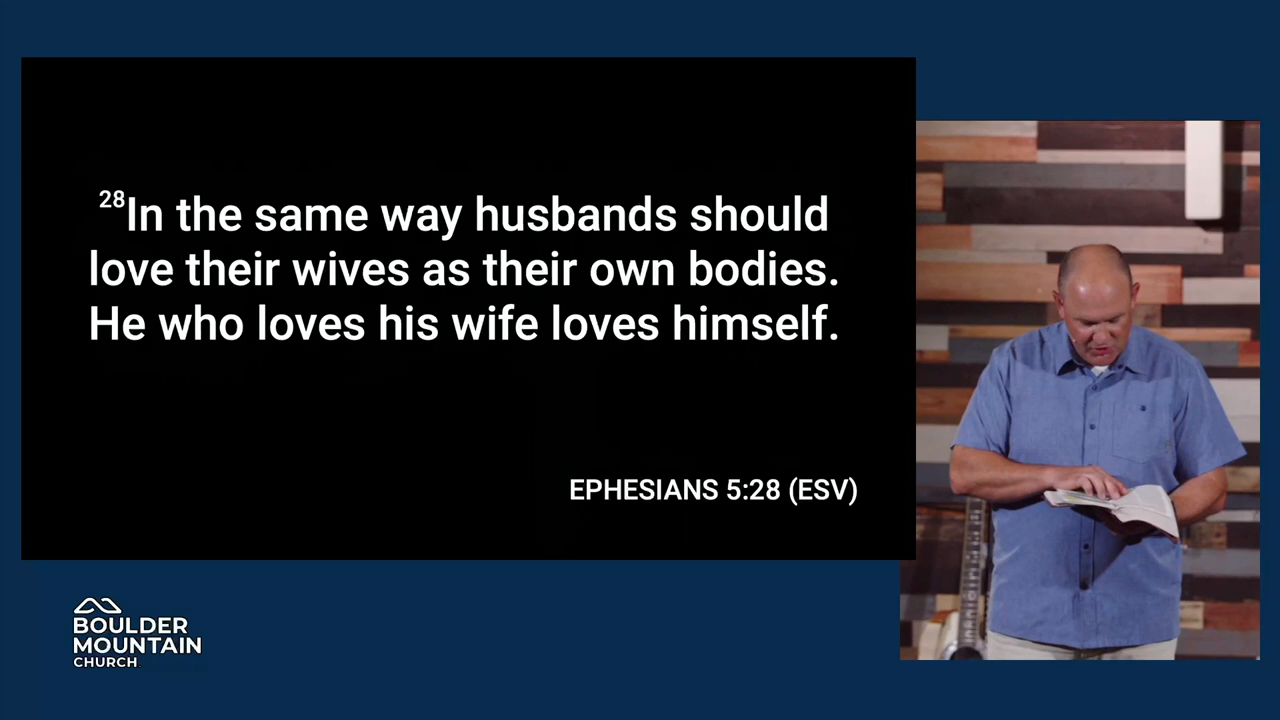 28In the same way husbands should
love their wives as their own bodies.
He who loves his wife loves himself.
EPHESIANS 5:28 (ESV)
BOULDER
MOUNTAIN
CHURCH